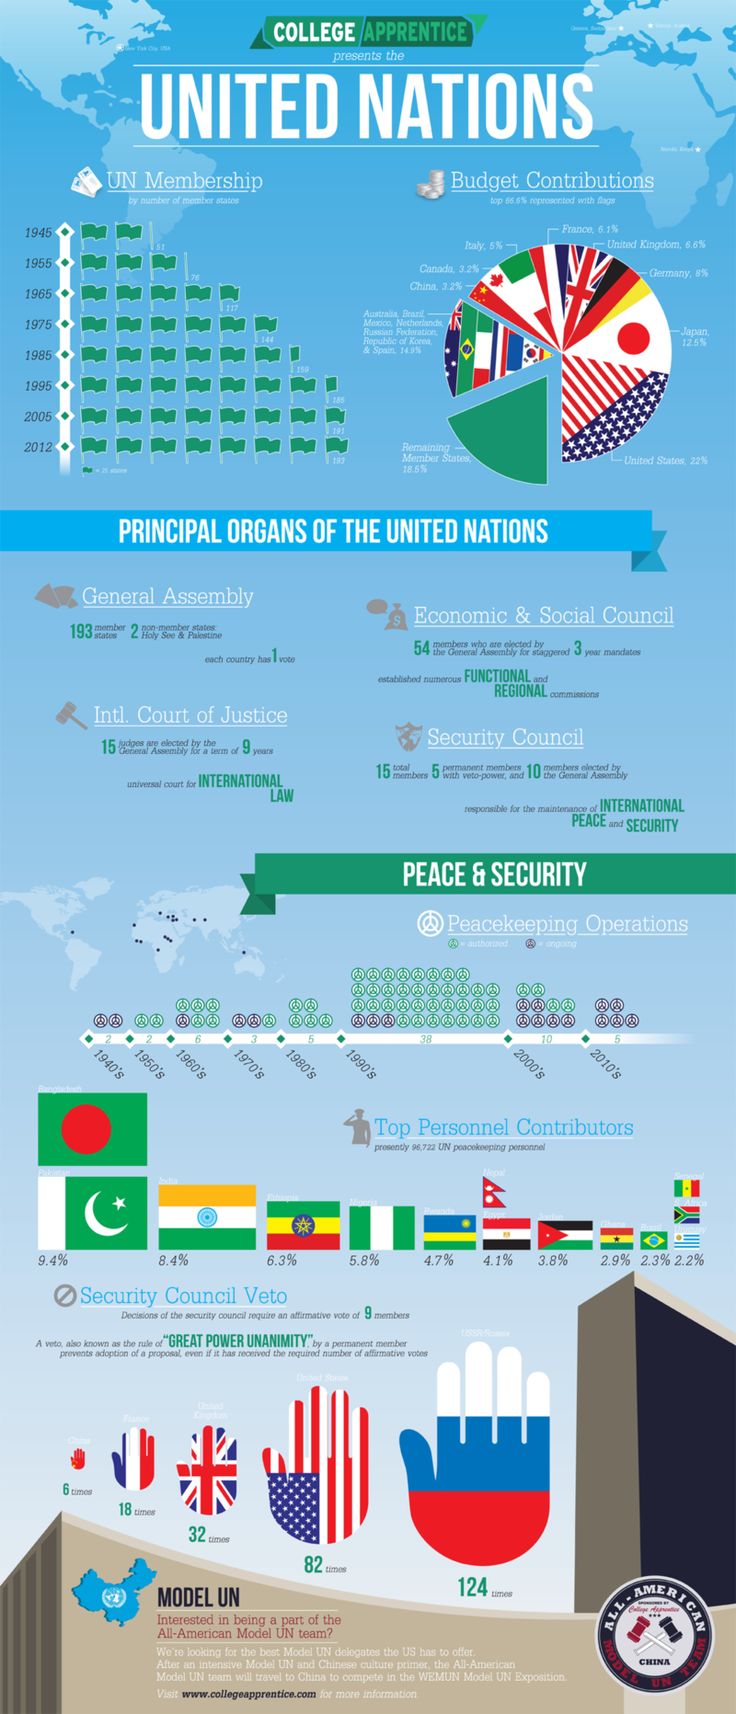 COLLEGE APPRENTICE
presents the
New York City, USA
Geneva, Switzerland
Nairobi, Kenya
UNITED NATIONS
UN Membership
by number of member states
1945
51
1955
76
1965
117
1975
144
1985
159
1995
185
2005
191
2012
193
= 25 states
Budget Contributions
top 66.6% represented with flags
France, 6.1%
Italy, 5%
United Kingdom, 6.6%
Canada, 3.2%
Germany, 8%
China, 3.2%
Australia, Brazil,
Mexico, Netherlands,
Russian Federation,
Republic of Korea,
& Spain, 14.9%
Japan,
12.5%
Remaining
Member States,
18.5%
United States, 22%
PRINCIPAL ORGANS OF THE UNITED NATIONS
General Assembly
193 member states 2 non-member states: Holy See & Palestine
each country has 1 vote
Economic & Social Council
54 members who are elected by the General Assembly for staggered 3 year mandates
established numerous FUNCTIONAL and
REGIONAL commissions
Intl. Court of Justice
15 judges are elected by the General Assembly for a term of 9 years
universal court for INTERNATIONAL
LAW
Security Council
15 total members 5 permanent members with veto-power, and 10 members elected by the General Assembly
responsible for the maintenance of INTERNATIONAL
PEACE and SECURITY
PEACE & SECURITY
Peacekeeping Operations
= authorized = ongoing
2 2 6 3 5 38 10 5
1940's 1950's 1960's 1970's 1980's 1990's 2000's 2010's
Top Personnel Contributors
presently 96,722 UN peacekeeping personnel
Bangladesh
Pakistan
India
Ethiopia
Nigeria
Rwanda
Nepal
Egypt
Jordan
Ghana
Brazil
Senegal
S. Africa
Uruguay
9.4% 8.4% 6.3% 5.8% 4.7% 4.1% 3.8% 2.9% 2.3% 2.2%
Security Council Veto
Decisions of the security council require an affirmative vote of 9 members
A veto, also known as the rule of "GREAT POWER UNANIMITY", by a permanent member
prevents adoption of a proposal, even if it has received the required number of affirmative votes
China
6 times
France
18 times
United
Kingdom
32 times
United States
82 times
USSR/Russia
124 times
MODEL UN
Interested in being a part of the
All-American Model UN team?
We're looking for the best Model UN delegates the US has to offer.
After an intensive Model UN and Chinese culture primer, the All-American
Model UN team will travel to China to compete in the WEMUN Model UN Exposition.
Visit www.collegeapprentice.com for more information
ALL-AMERICAN
SPONSORED BY
College Apprentice
CHINA
MODEL UN TEAM